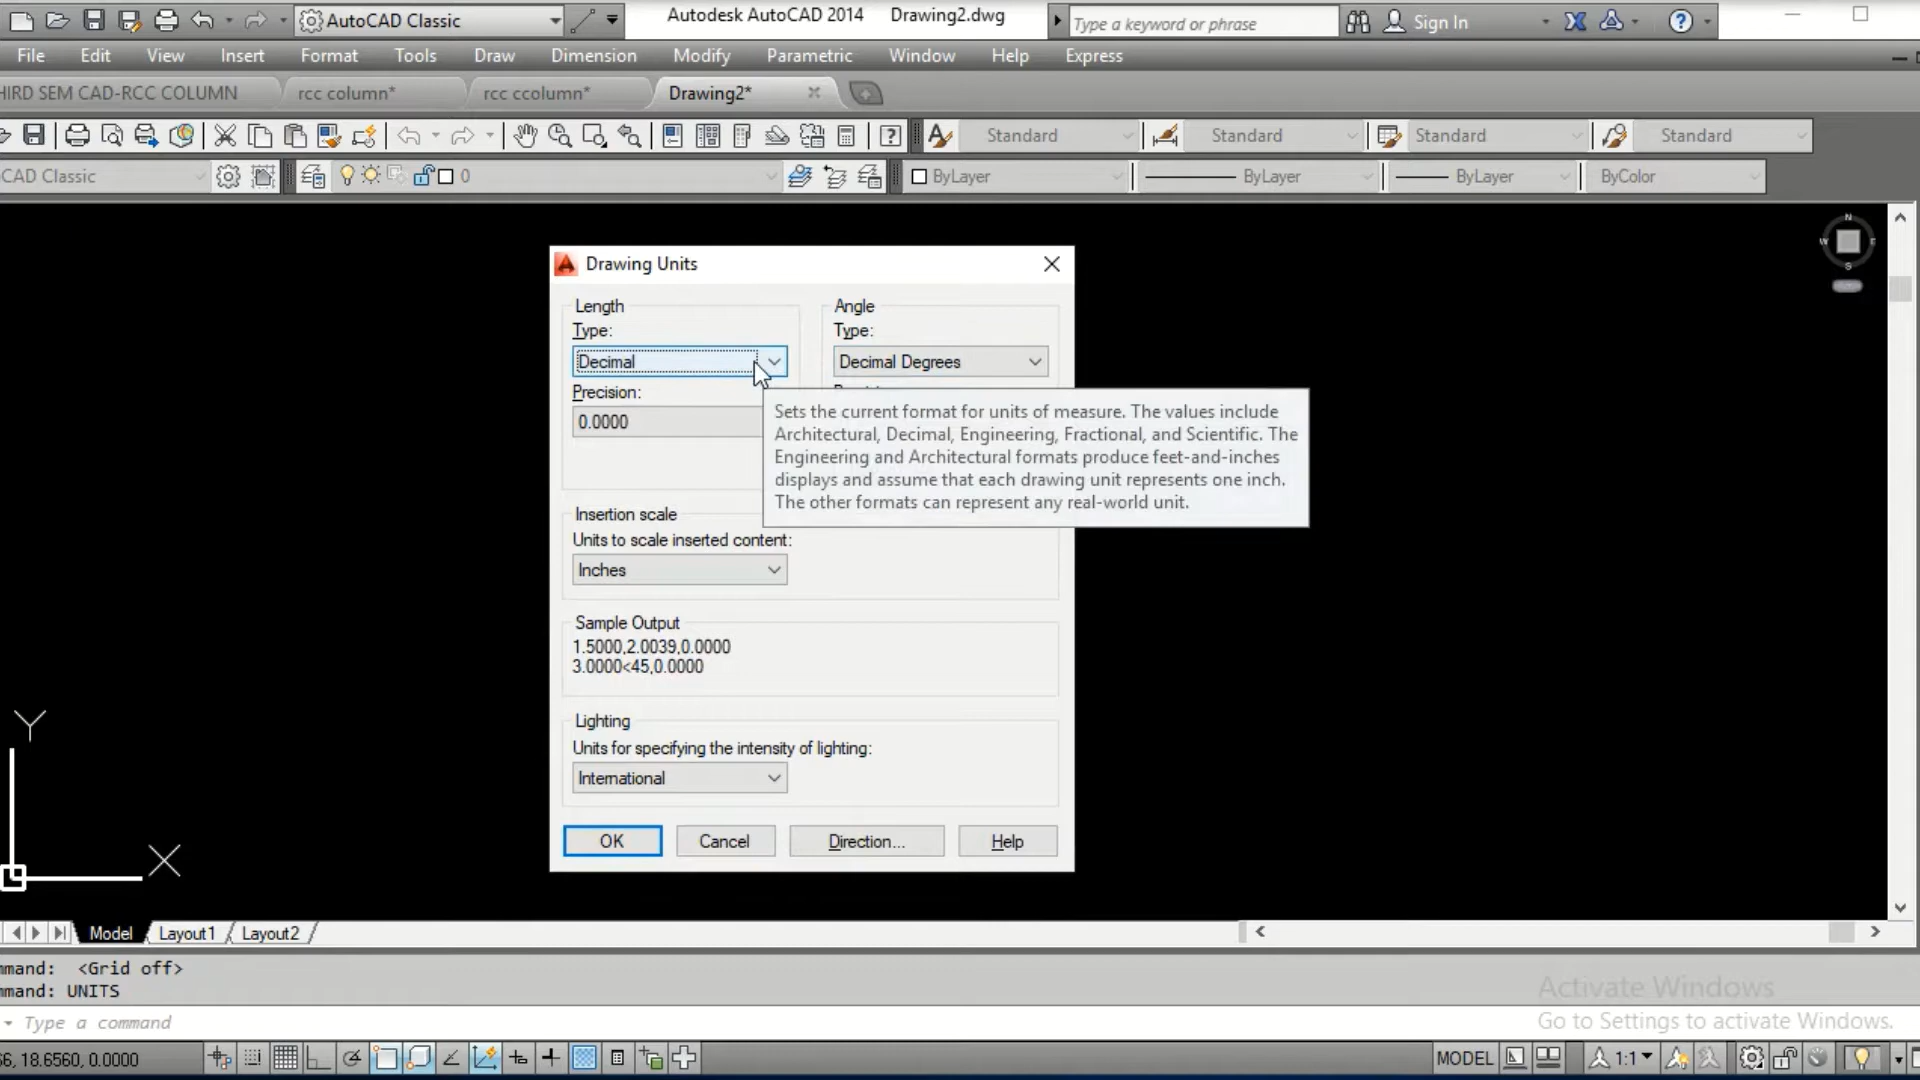 AutoCAD Classic
Autodesk AutoCAD 2014 Drawing2.dwg
Type a keyword or phrase
Sign In
File Edit View Insert Format Tools Draw Dimension Modify Parametric Window Help Express
HIRD SEM CAD-RCC COLUMN
rcc column*
rcc ccolumn*
Drawing2*
Standard
Standard
Standard
Standard
CAD Classic
0
ByLayer
ByLayer
ByLayer
ByColor
N
W
S
Drawing Units
Length
Angle
Type:
Type:
Decimal
Decimal Degrees
Precision:
0.0000
Sets the current format for units of measure. The values include
Architectural, Decimal, Engineering, Fractional, and Scientific. The
Engineering and Architectural formats produce feet-and-inches
displays and assume that each drawing unit represents one inch.
The other formats can represent any real-world unit.
Insertion scale
Units to scale inserted content:
Inches
Sample Output
1.5000,2.0039,0.0000
3.0000<45,0.0000
Lighting
Units for specifying the intensity of lighting:
International
OK
Cancel
Direction...
Help
Y
X
Model
Layout1
Layout2
mmand: <Grid off>
mmand: UNITS
Type a command
Activate Windows
Go to Settings to activate Windows.
66, 18.6560, 0.0000
MODEL
1:1